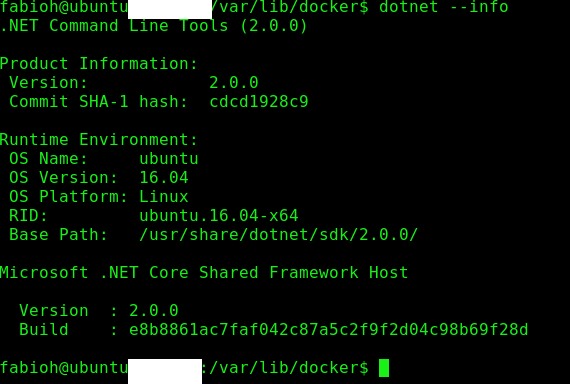 fabioh@ubuntu :/var/lib/docker$ dotnet --info
.NET Command Line Tools (2.0.0)
Product Information:
Version: 2.0.0
Commit SHA-1 hash: cdcd1928c9
Runtime Environment:
OS Name: ubuntu
OS Version: 16.04
OS Platform: Linux
RID: ubuntu.16.04-x64
Base Path: /usr/share/dotnet/sdk/2.0.0/
Microsoft .NET Core Shared Framework Host
Version : 2.0.0
Build : e8b8861ac7faf042c87a5c2f9f2d04c98b69f28d
fabioh@ubuntu :/var/lib/docker$